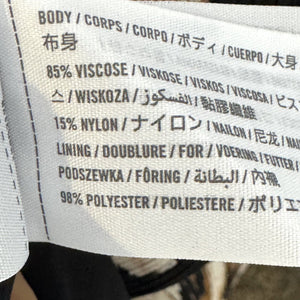 BODY / CORPS / CORPO / ボディ / CUERPO / 大身
布身
85% VISCOSE / VISKOSE / VISKOS / VISCOSA / ビス
스 / WISKOZA / الفسكوز / 黏膠纖維
15% NYLON / ナイロン / NAILON / 尼龙 / NAILON
LINING / DOUBLURE / FOR / VOERING / FUTTER /
PODSZEWKA / FÔRING / البطانة / 內襯
98% POLYESTER / POLIESTERE / ポリエ